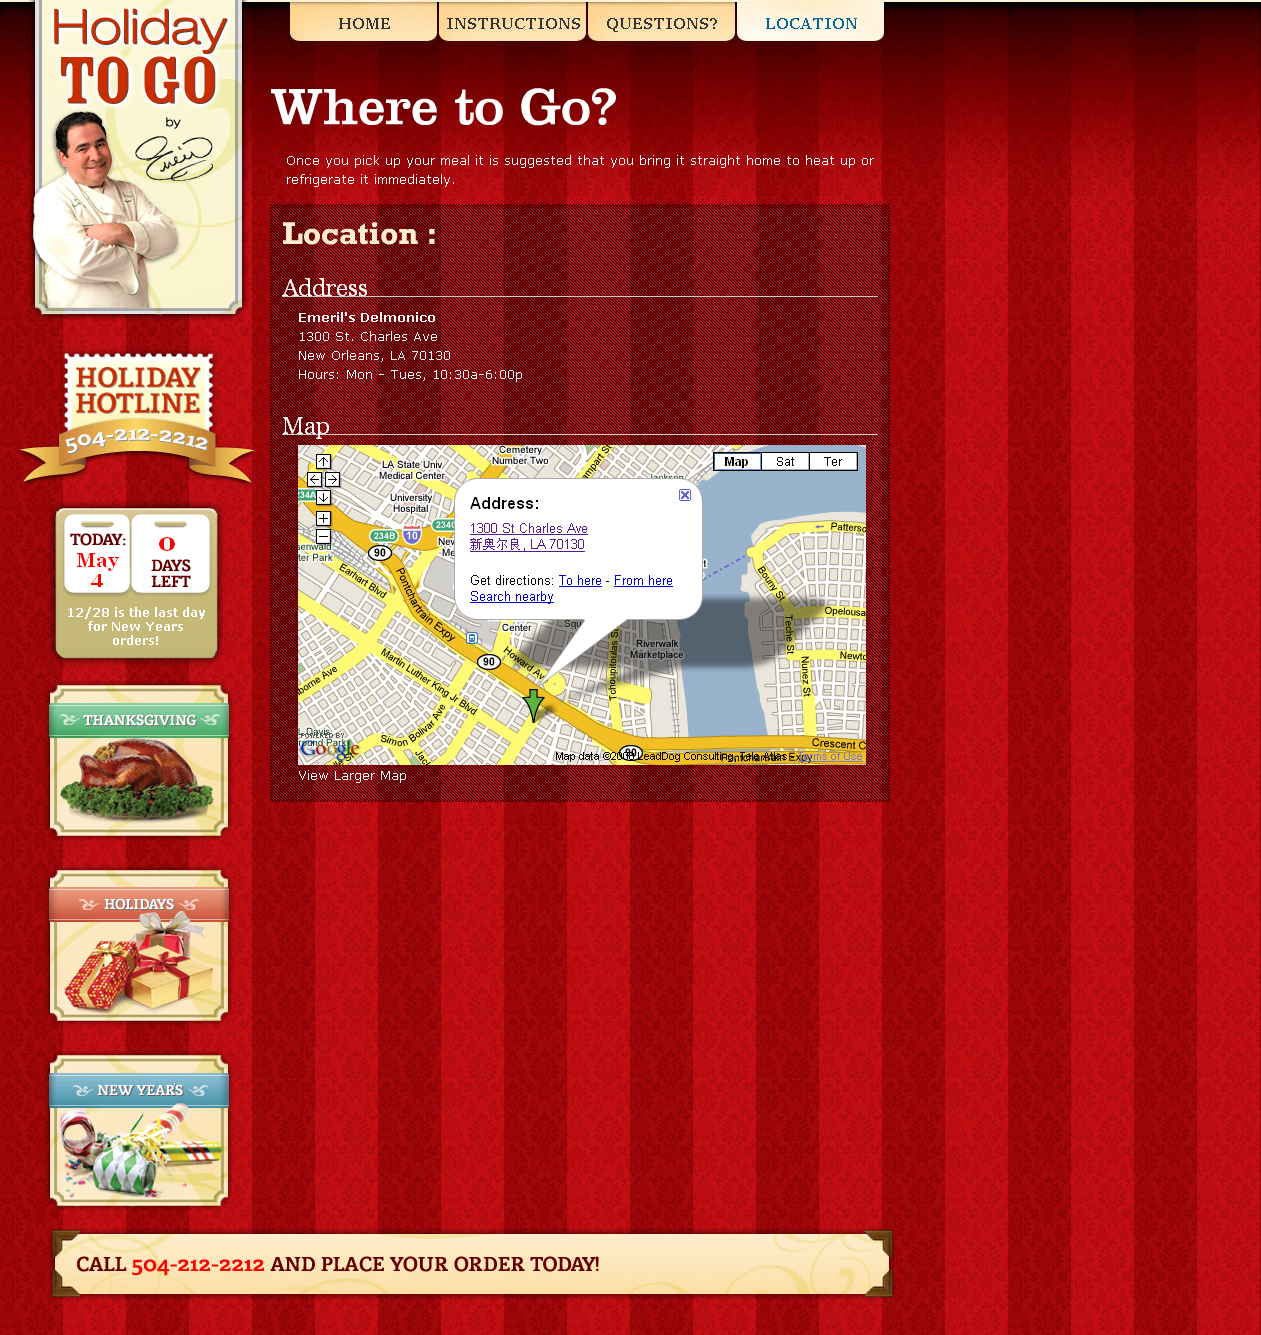 Holiday
TO GO
by
Emeril
HOME
INSTRUCTIONS
QUESTIONS?
LOCATION
Where to Go?
Once you pick up your meal it is suggested that you bring it straight home to heat up or
refrigerate it immediately.
Location :
Address
Emeril's Delmonico
1300 St. Charles Ave
New Orleans, LA 70130
Hours: Mon - Tues, 10:30a-6:00p
Map
Cemetery
Number Two
LA State Univ
Medical Center
University
Hospital
234B
10
90
Earhart Blvd
Pontchartrain Expy
Map
Sat
Ter
Address:
1300 St Charles Ave
新奥尔良, LA 70130
Get directions: To here - From here
Search nearby
Center
Riverwalk
Marketplace
Howard Av
90
Martin Luther King Jr Blvd
Simon Bolivar Ave
Tchoupitoulas St
Patterso
Bouny St
Teche St
Opelousa
Newto
Nunez St
Crescent C
90
POWERED BY
Google
Map data ©20 LeadDog Consulting, Tele Atlas - Terms of Use
View Larger Map
HOLIDAY
HOTLINE
504-212-2212
TODAY:
May
4
0
DAYS
LEFT
12/28 is the last day
for New Years
orders!
THANKSGIVING
HOLIDAYS
NEW YEAR'S
CALL 504-212-2212 AND PLACE YOUR ORDER TODAY!